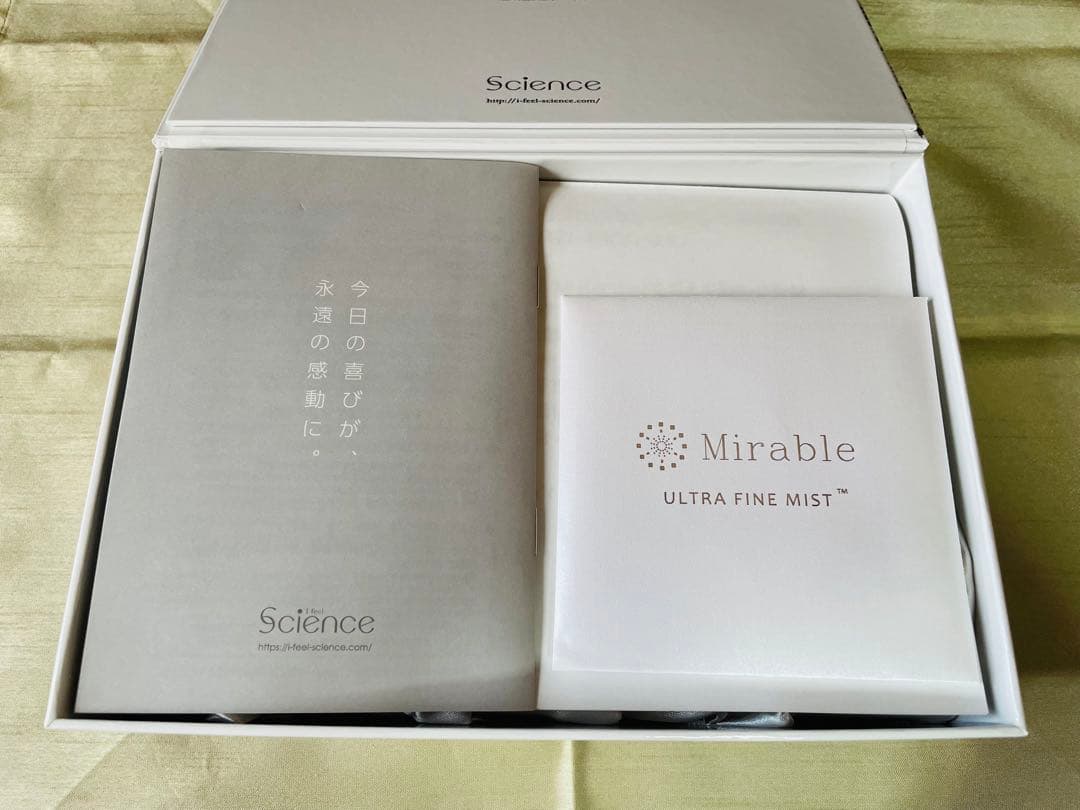 Science
http://i-feel-science.com/
今日の喜びが、
永遠の感動に。
i feel
Science
https://i-feel-science.com/
Mirable
ULTRA FINE MIST™